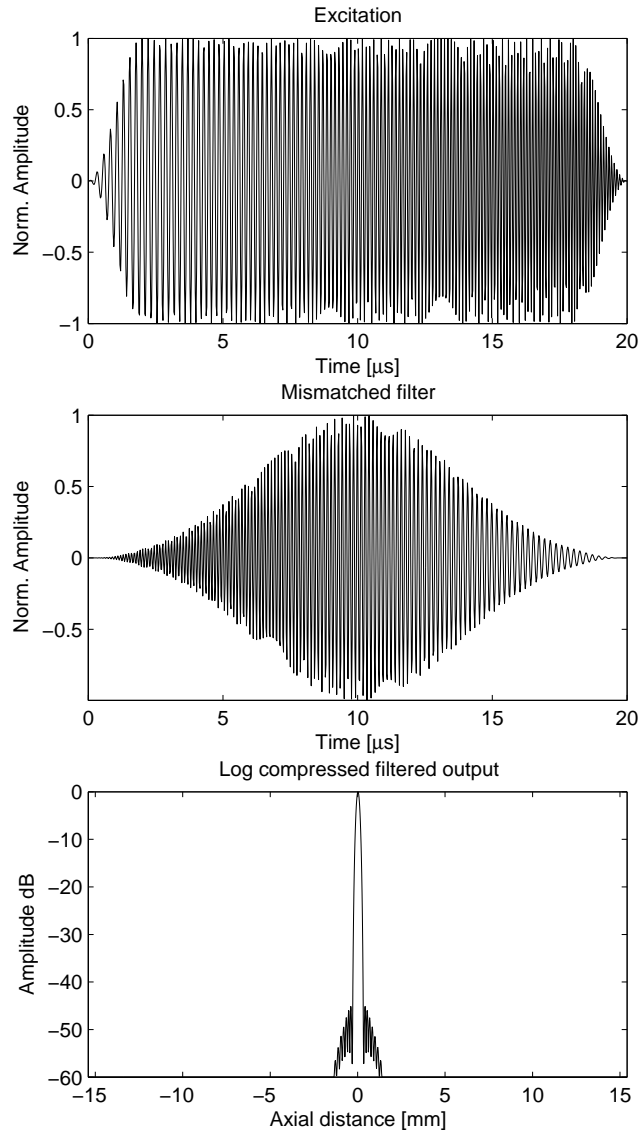 Excitation
1
0.5
0
−0.5
−1
Norm. Amplitude
0 5 10 15 20
Time [μs]
Mismatched filter
1
0.5
0
−0.5
Norm. Amplitude
0 5 10 15 20
Time [μs]
Log compressed filtered output
0
−10
−20
−30
−40
−50
−60
Amplitude dB
−15 −10 −5 0 5 10 15
Axial distance [mm]